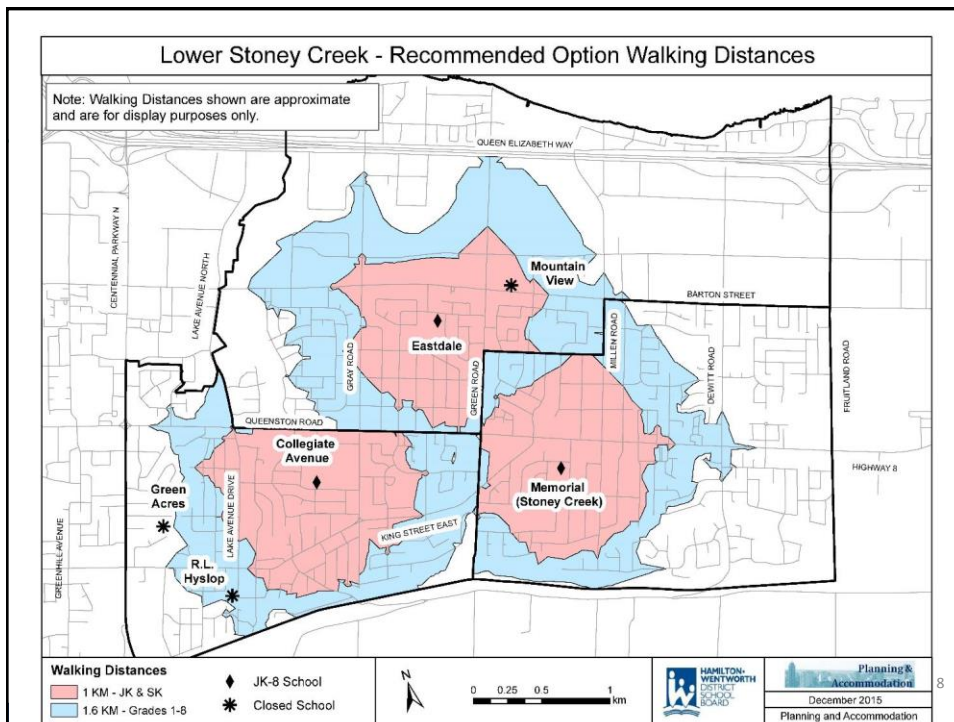 Lower Stoney Creek - Recommended Option Walking Distances
Note: Walking Distances shown are approximate
and are for display purposes only.
QUEEN ELIZABETH WAY
CENTENNIAL PARKWAY N
LAKE AVENUE NORTH
Mountain
View
BARTON STREET
Eastdale
GRAY ROAD
GREEN ROAD
MILLEN ROAD
DEWITT ROAD
FRUITLAND ROAD
QUEENSTON ROAD
Collegiate
Avenue
HIGHWAY 8
Memorial
(Stoney Creek)
Green
Acres
LAKE AVENUE DRIVE
KING STREET EAST
GREENHILL AVENUE
R.L.
Hyslop
Walking Distances
1 KM - JK & SK
1.6 KM - Grades 1-8
JK-8 School
Closed School
N
0 0.25 0.5 1
km
HAMILTON-
WENTWORTH
DISTRICT
SCHOOL
BOARD
Planning &
Accommodation
December 2015
Planning and Accommodation
8